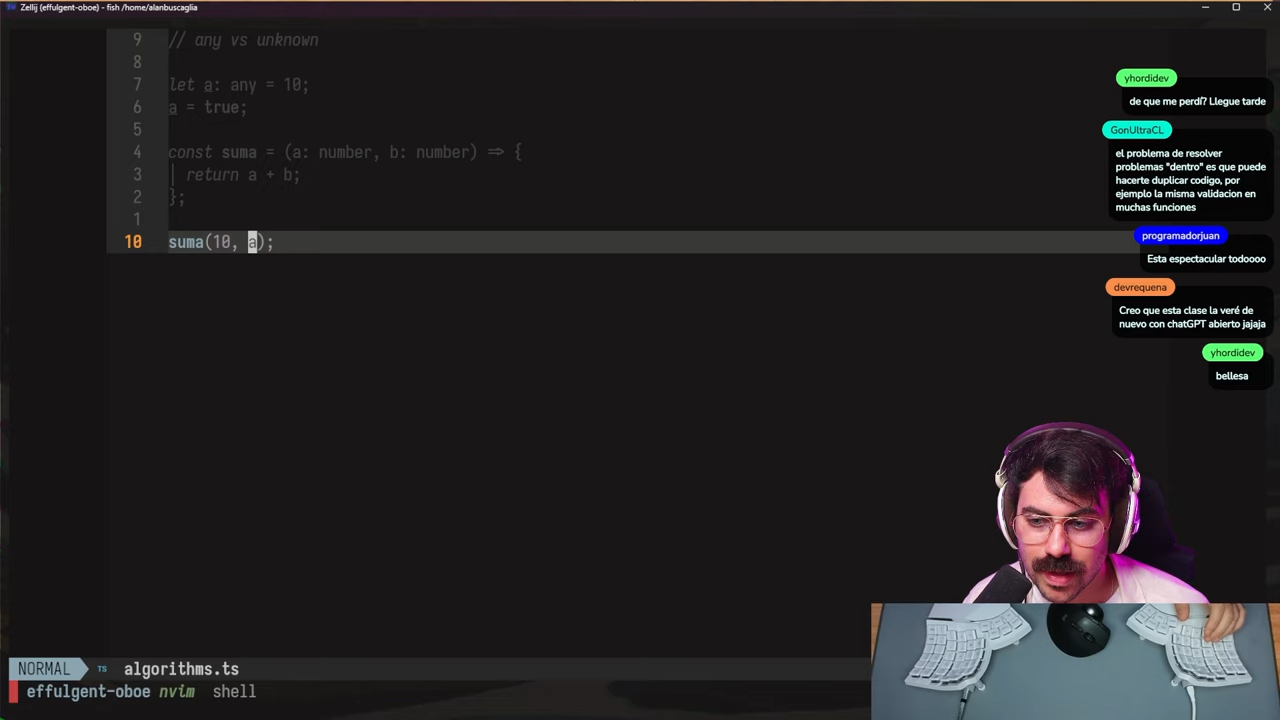 Zellij (effulgent-oboe) - fish /home/alanbuscaglia
9 // any vs unknown
8
7 let a: any = 10;
6 a = true;
5
4 const suma = (a: number, b: number) => {
3 return a + b;
2 };
1
10 suma(10, a);
yhordidev
de que me perdí? Llegue tarde
GonUltraCL
el problema de resolver
problemas "dentro" es que puede
hacerte duplicar codigo, por
ejemplo la misma validacion en
muchas funciones
programadorjuan
Esta espectacular todoooo
devrequena
Creo que esta clase la veré de
nuevo con chatGPT abierto jajaja
yhordidev
bellesa
NORMAL TS algorithms.ts
effulgent-oboe nvim shell